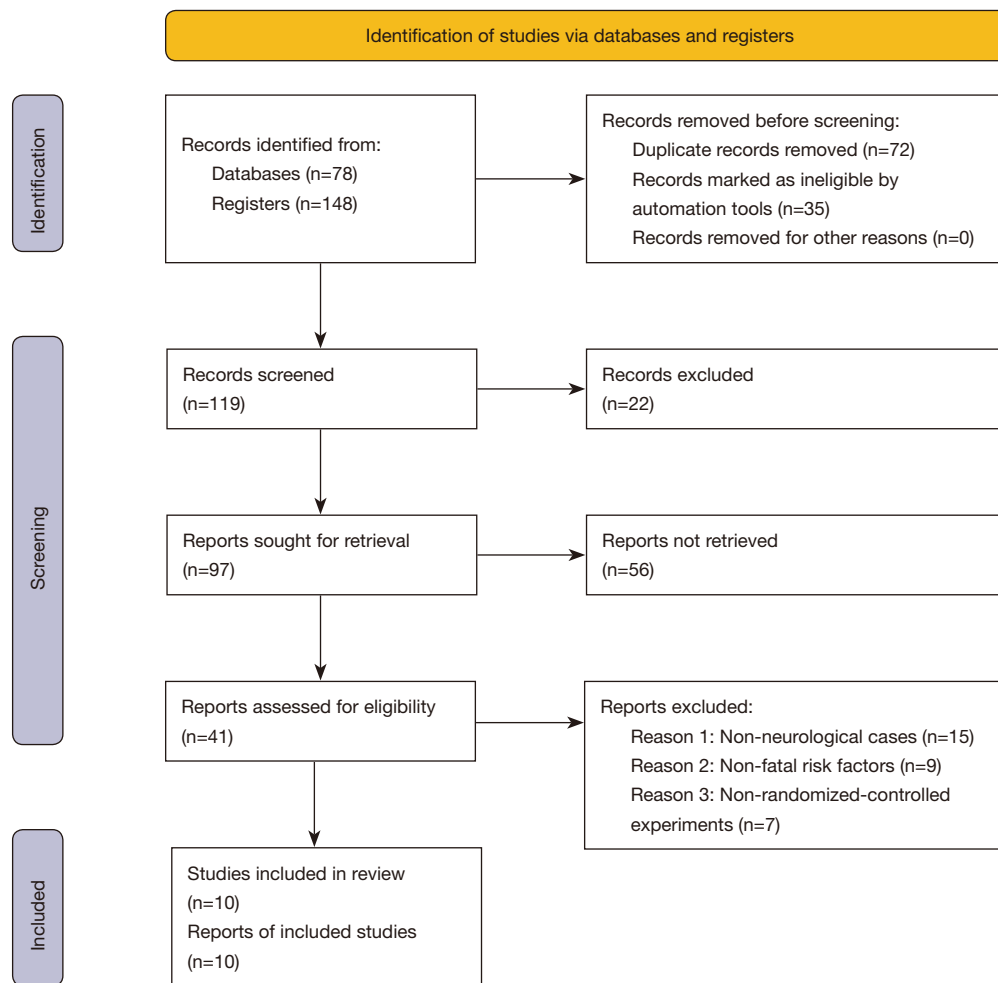 Identification of studies via databases and registers
Identification
Records identified from:
Databases (n=78)
Registers (n=148)
Records removed before screening:
Duplicate records removed (n=72)
Records marked as ineligible by
automation tools (n=35)
Records removed for other reasons (n=0)
Screening
Records screened
(n=119)
Records excluded
(n=22)
Reports sought for retrieval
(n=97)
Reports not retrieved
(n=56)
Reports assessed for eligibility
(n=41)
Reports excluded:
Reason 1: Non-neurological cases (n=15)
Reason 2: Non-fatal risk factors (n=9)
Reason 3: Non-randomized-controlled
experiments (n=7)
Included
Studies included in review
(n=10)
Reports of included studies
(n=10)